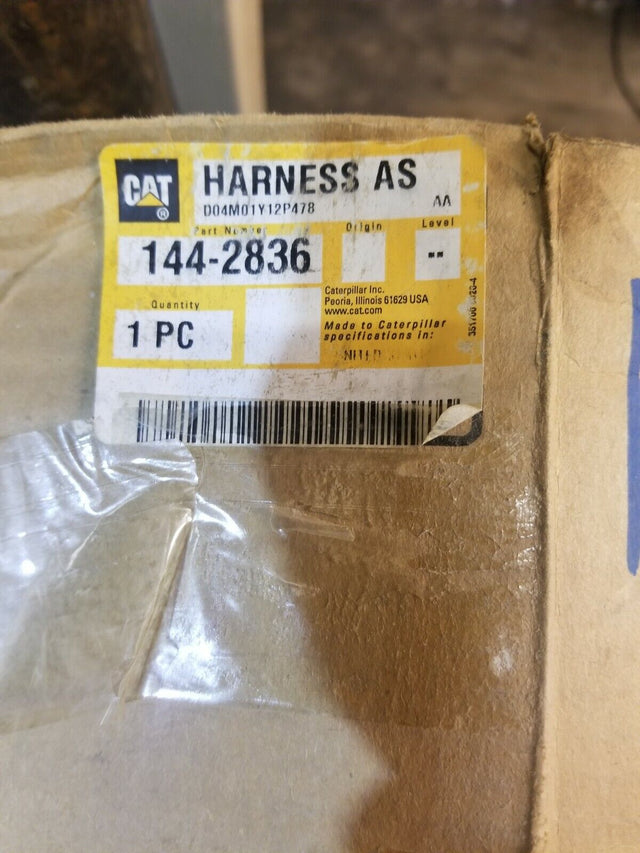 CAT
®
HARNESS AS
D04M01Y12P478
AA
Part Number
Origin
Level
144-2836
--
Quantity
1 PC
Caterpillar Inc.
Peoria, Illinois 61629 USA
www.cat.com
Made to Caterpillar
specifications in: